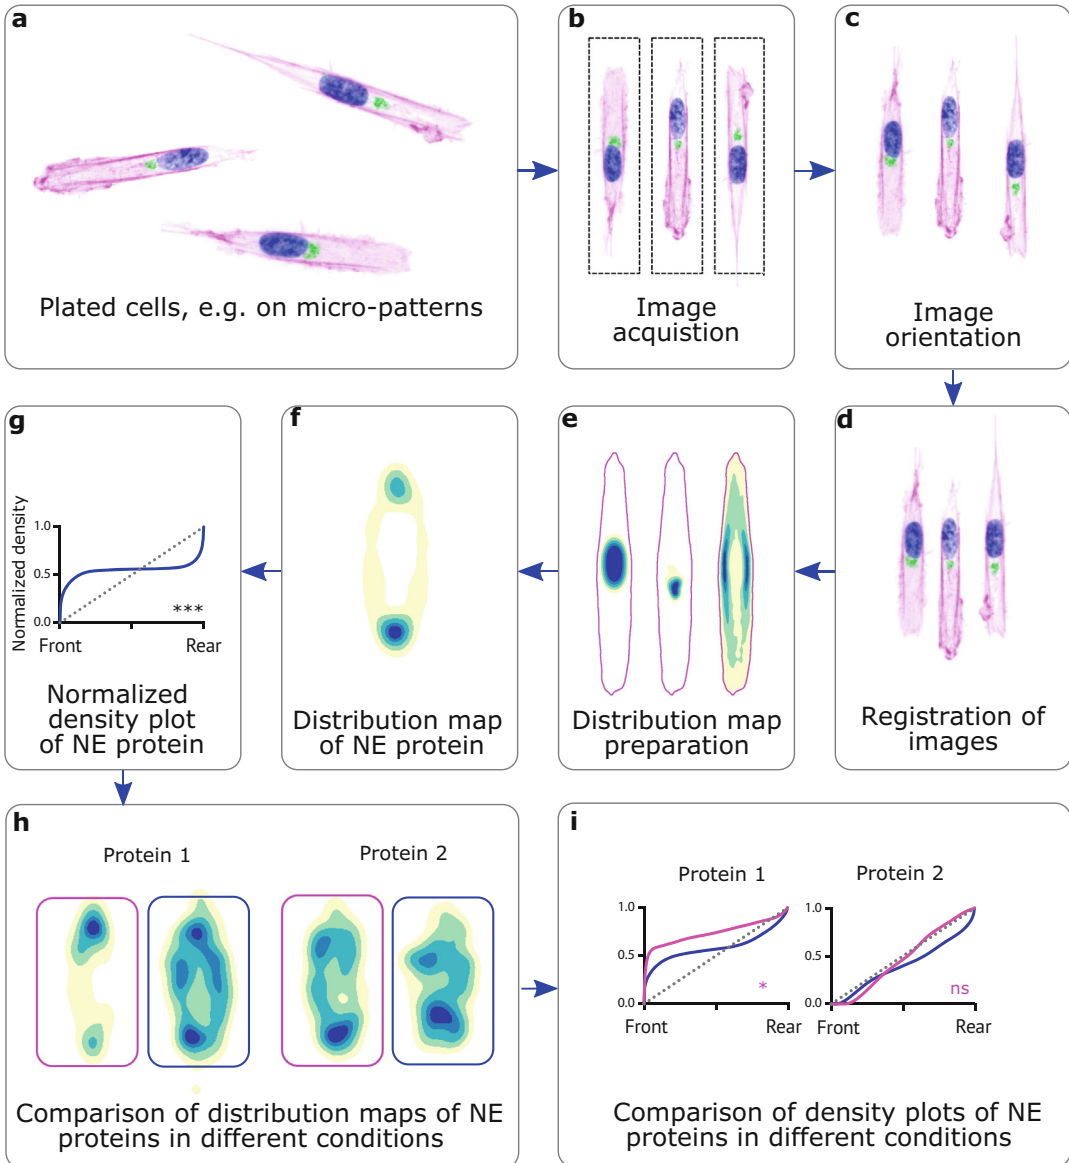 a
Plated cells, e.g. on micro-patterns
b
Image
acquistion
c
Image
orientation
g
Normalized density
1.0
0.5
0.0
***
Front
Rear
Normalized
density plot
of NE protein
f
Distribution map
of NE protein
e
Distribution map
preparation
d
Registration of
images
h
Protein 1
Protein 2
Comparison of distribution maps of NE
proteins in different conditions
i
Protein 1
Protein 2
1.0
0.5
0.0
*
Front
Rear
1.0
0.5
0.0
ns
Front
Rear
Comparison of density plots of NE
proteins in different conditions